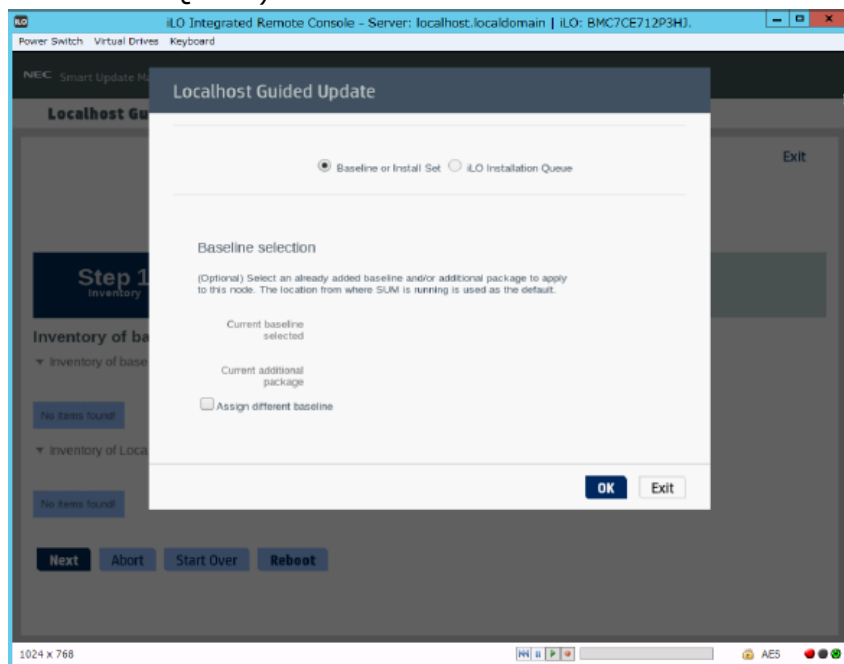 iLO Integrated Remote Console - Server: localhost.localdomain | iLO: BMC7CE712P3HJ.
Power Switch Virtual Drives Keyboard
NEC Smart Update Ma
Localhost Guided Update
Localhost Gu
Exit
Baseline or Install Set iLO Installation Queue
Baseline selection
(Optional) Select an already added baseline and/or additional package to apply
to this node. The location from where SUM is running is used as the default.
Step 1
Inventory
Current baseline
selected
Inventory of ba
Inventory of base
Current additional
package
Assign different baseline
No items found!
Inventory of Loca
OK Exit
No items found!
Next Abort Start Over Reboot
1024 x 768
AES